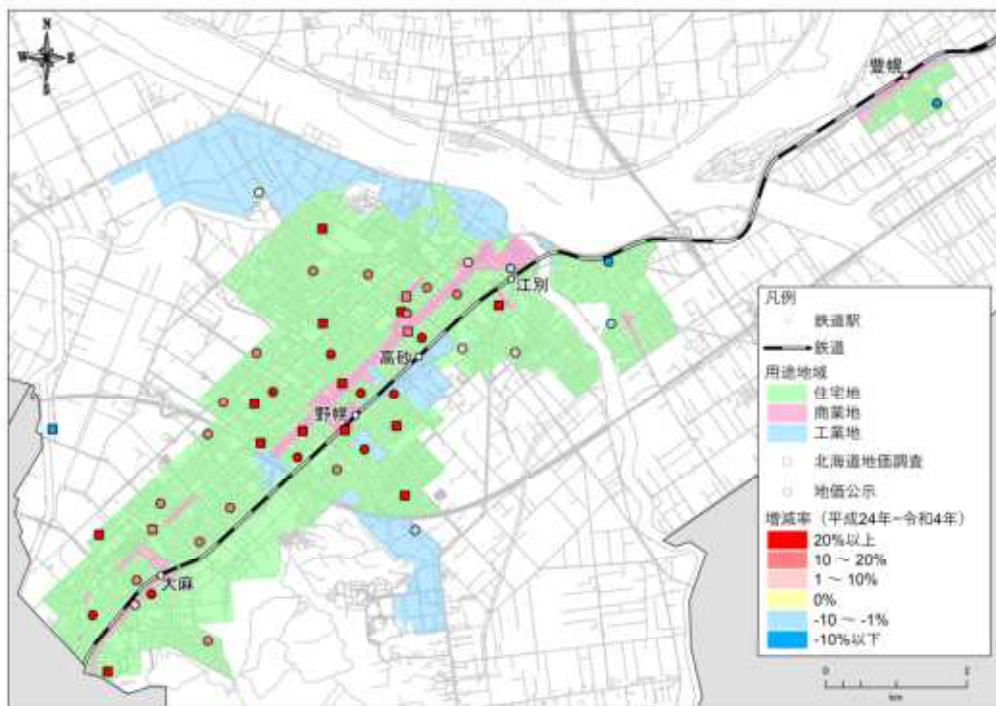 N
W E
S
豊幌
江別
高砂
野幌
大麻
凡例
鉄道駅
鉄道
用途地域
住宅地
商業地
工業地
北海道地価調査
地価公示
増減率（平成24年-令和4年）
20%以上
10 ～ 20%
1 ～ 10%
0%
-10 ～ -1%
-10%以下
0 2
km